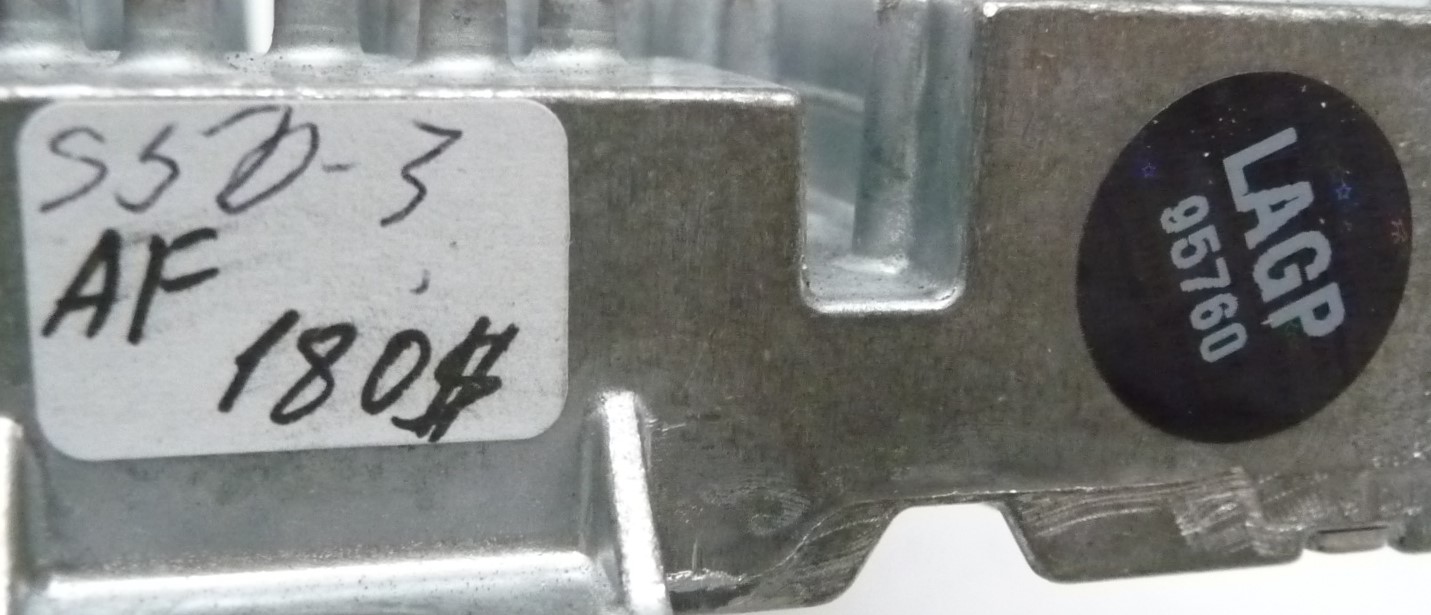 SSD-3
AF
180$
LAGP
95760